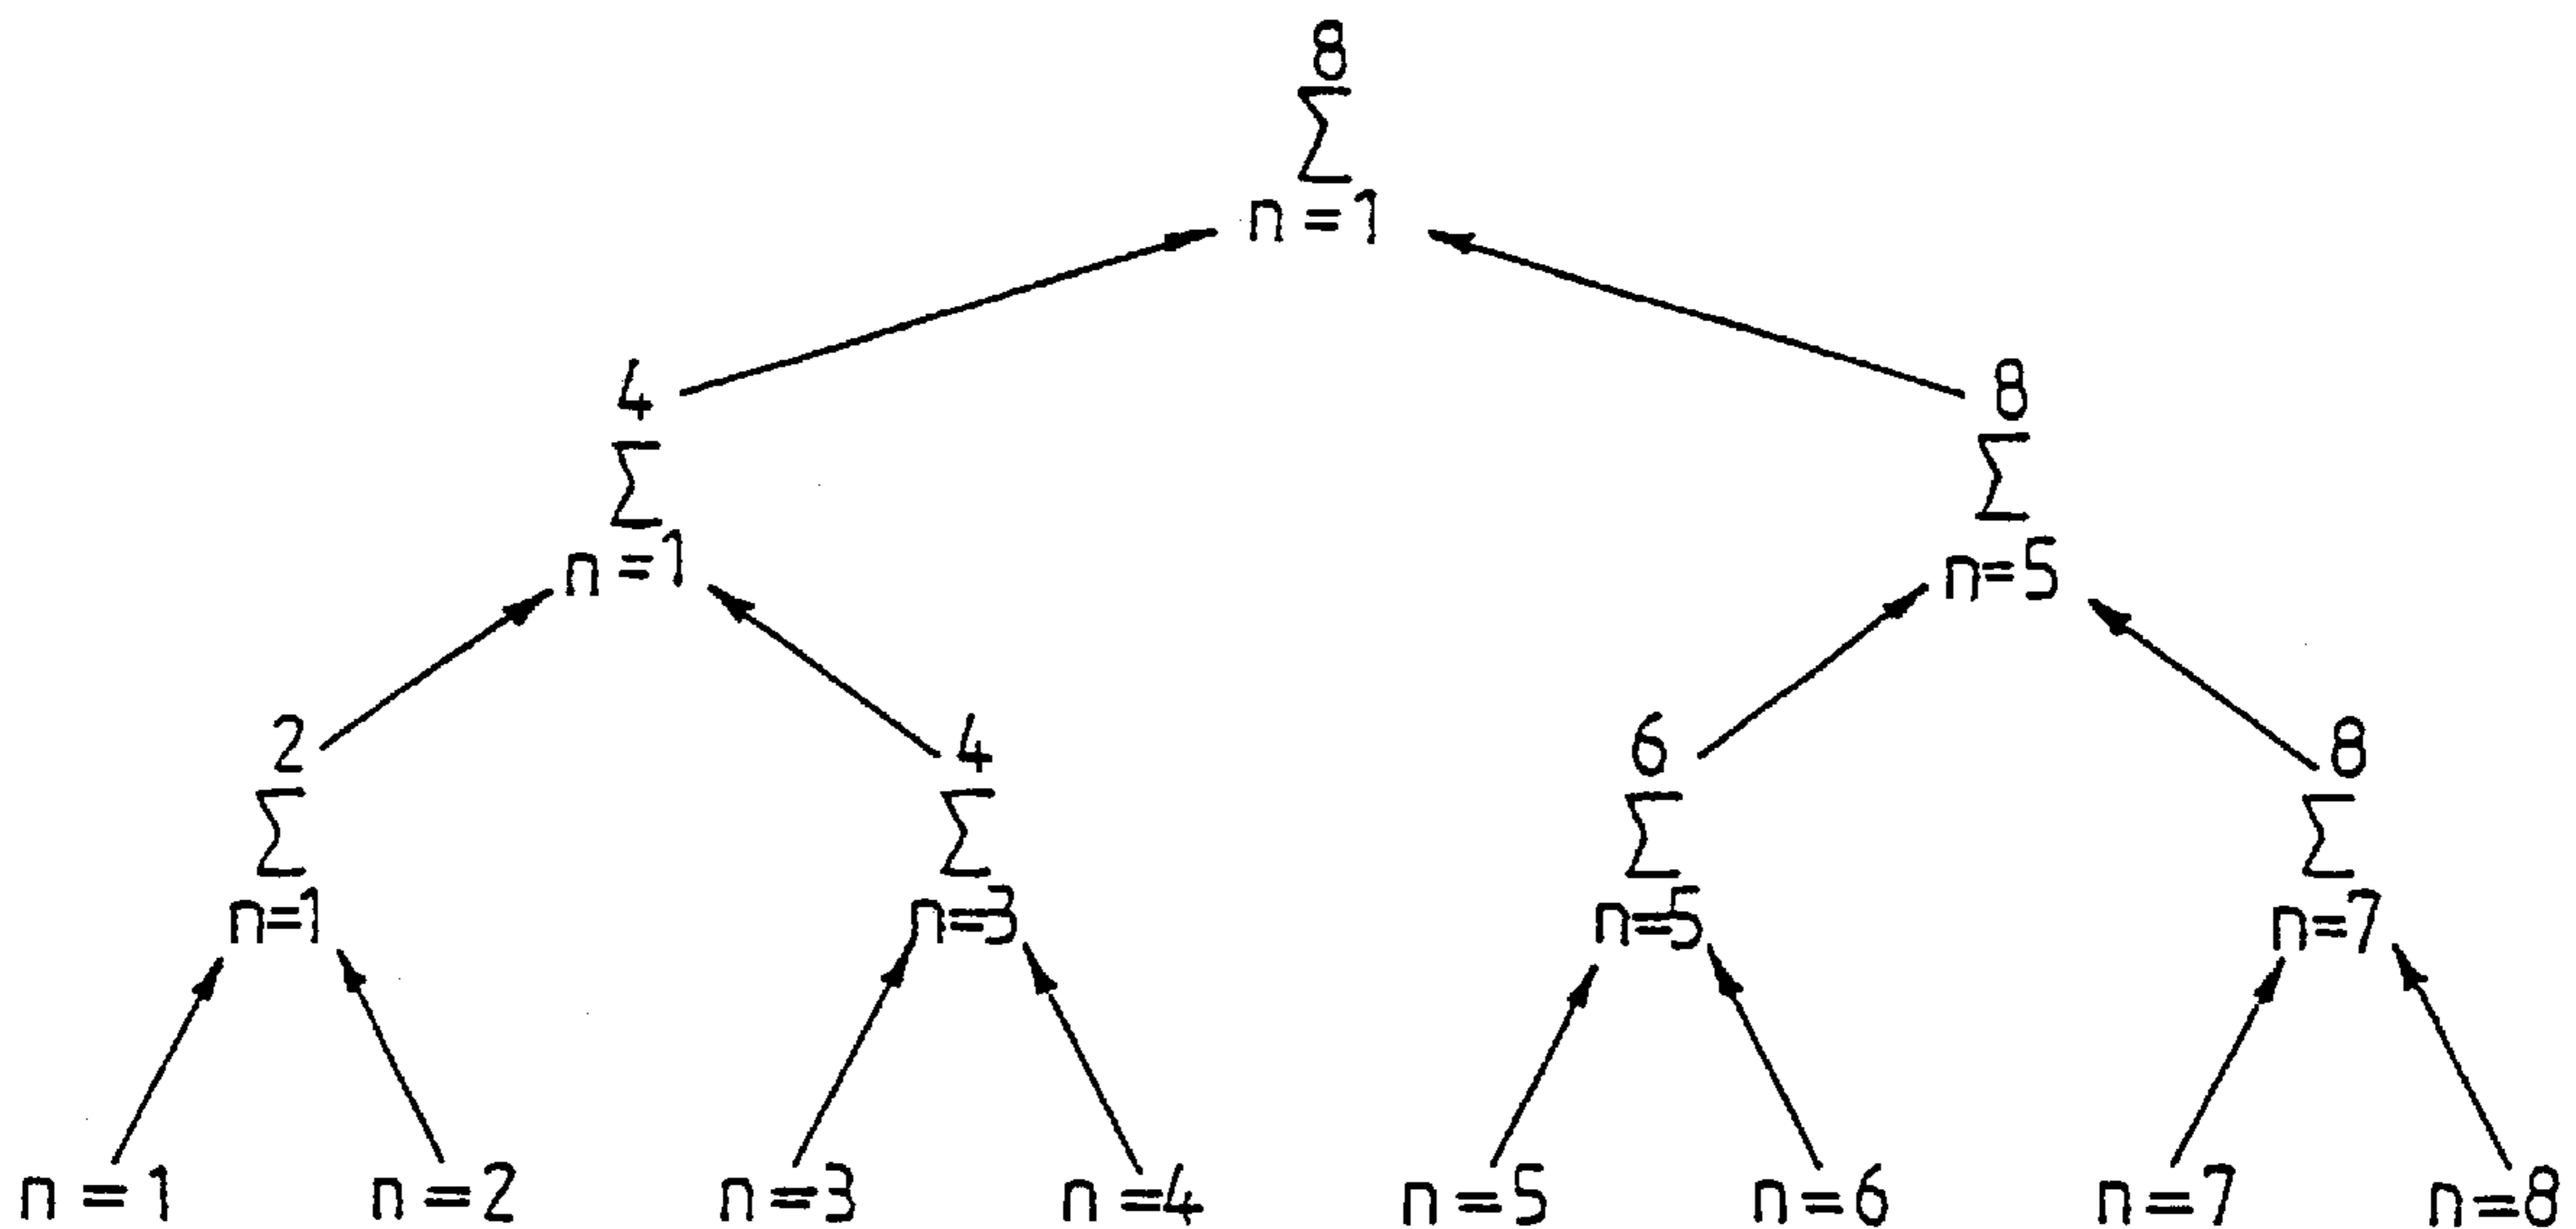 8
∑
n=1
4 8
∑ ∑
n=1 n=5
2 4 6 8
∑ ∑ ∑ ∑
n=1 n=3 n=5 n=7
n=1 n=2 n=3 n=4 n=5 n=6 n=7 n=8